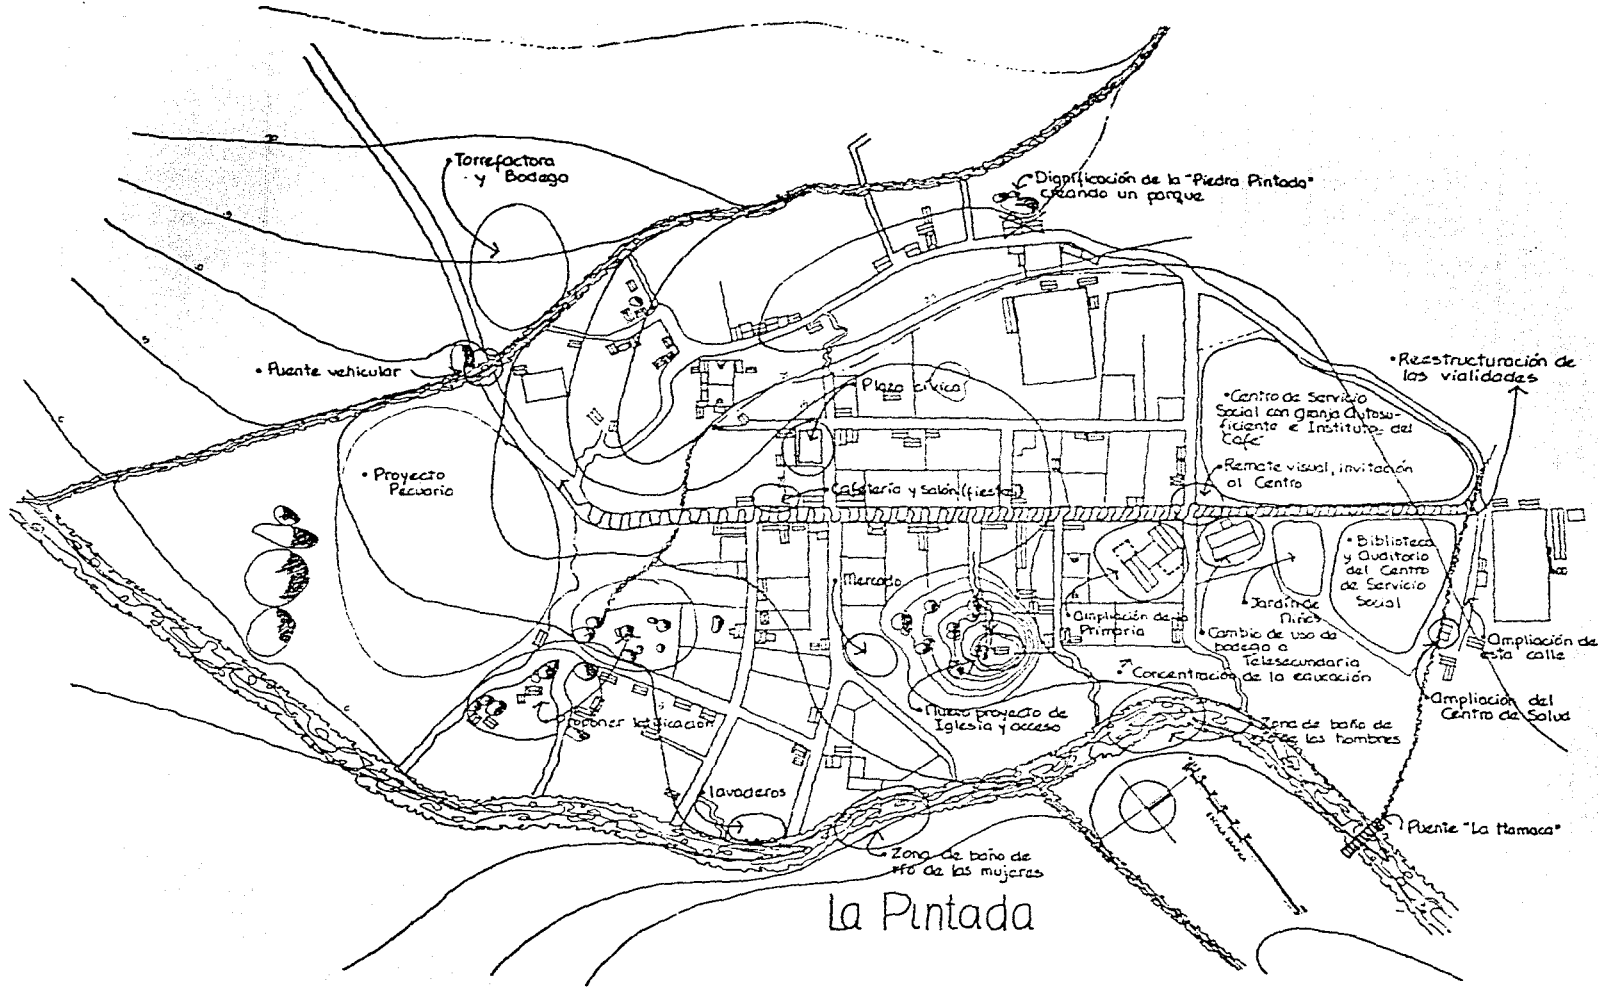 • Torrefactora
y Bodega
Dignificación de la "Piedra Pintada"
creando un parque
• Puente vehicular
Plaza cívica
• Reestructuración de
las vialidades
• Centro de Servicio
Social con granja Autosu-
ficiente e Instituto del
Café
• Proyecto
Pecuario
• Remate visual, invitación
al Centro
• Cafetería y salón (fiestas)
• Biblioteca
y Auditorio
del Centro
de Servicio
Social
• Mercado
• Jardín de
Niños
• Ampliación de la
Primaria
• Cambio de uso de
bodega a
Telesecundaria
• Ampliación de
esta calle
• Concentración de la educación
• Ampliación del
Centro de Salud
• Nuevo proyecto de
Iglesia y acceso
Proponer lotificación
Zona de baño de
río de los hombres
• lavaderos
Puente "La Hamaca"
• Zona de baño de
río de las mujeres
La Pintada